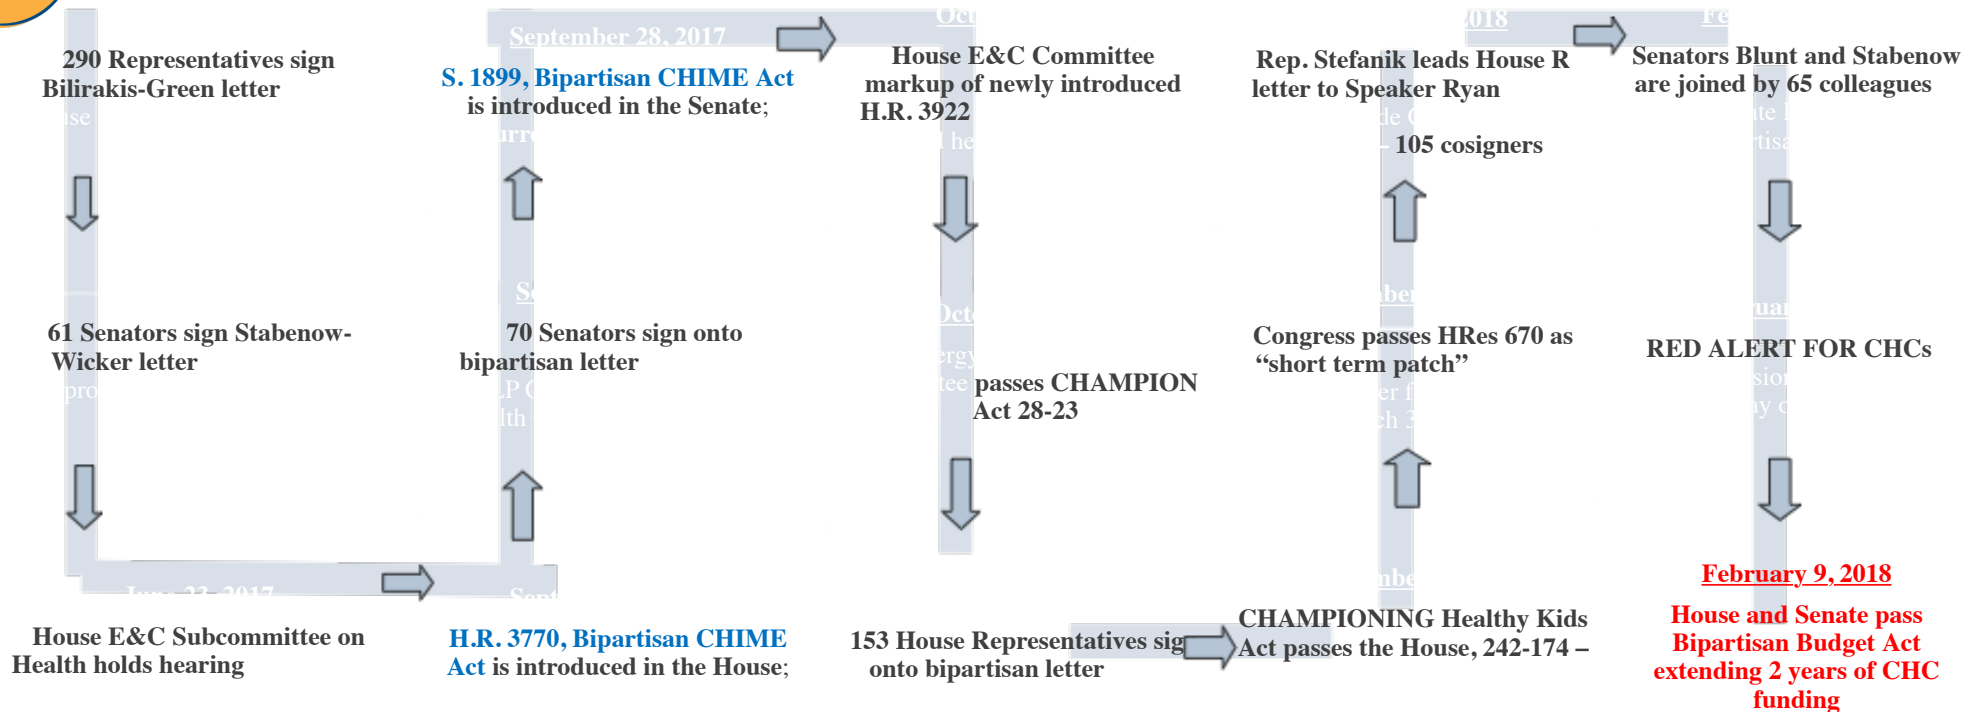 290 Representatives sign
Bilirakis-Green letter
61 Senators sign Stabenow-
Wicker letter
June 23, 2017
House E&C Subcommittee on
Health holds hearing
H.R. 3770, Bipartisan CHIME
Act is introduced in the House;
70 Senators sign onto
bipartisan letter
September 28, 2017
S. 1899, Bipartisan CHIME Act
is introduced in the Senate;
House E&C Committee
markup of newly introduced
H.R. 3922
passes CHAMPION
Act 28-23
153 House Representatives sig
onto bipartisan letter
CHAMPIONING Healthy Kids
Act passes the House, 242-174 –
Congress passes HRes 670 as
“short term patch”
2018
Rep. Stefanik leads House R
letter to Speaker Ryan
– 105 cosigners
Senators Blunt and Stabenow
are joined by 65 colleagues
RED ALERT FOR CHCs
February 9, 2018
House and Senate pass
Bipartisan Budget Act
extending 2 years of CHC
funding